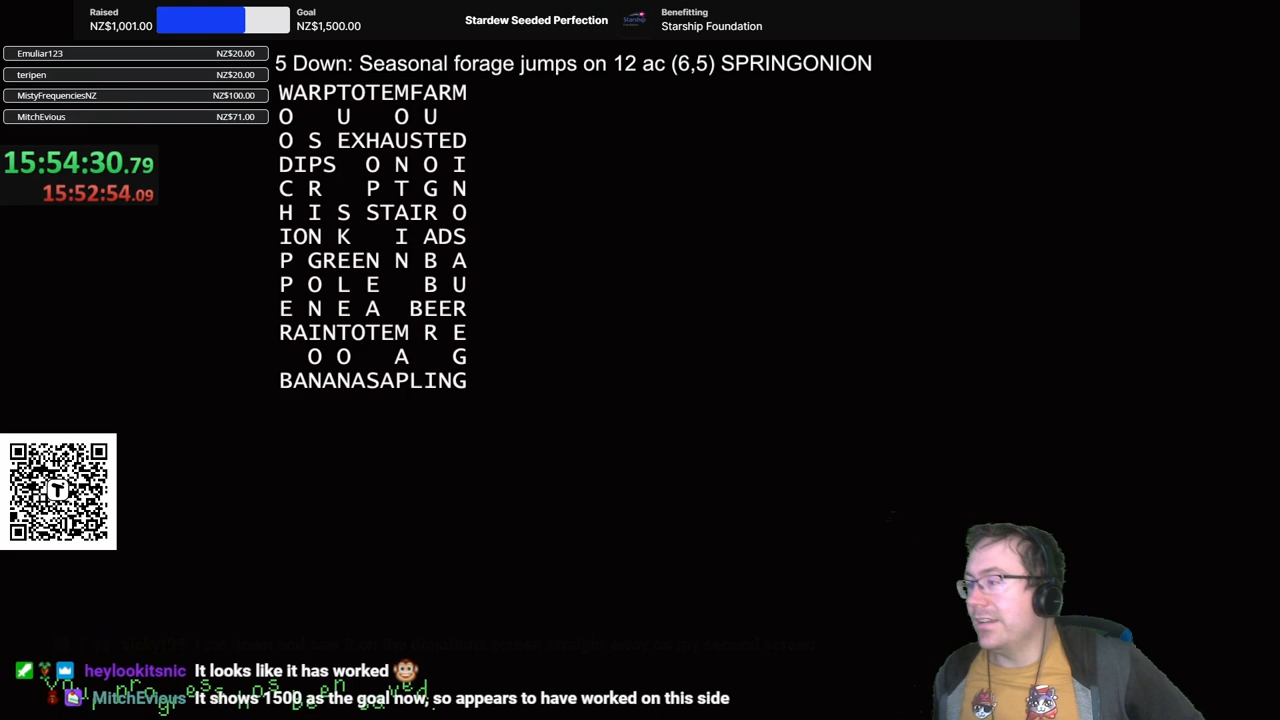 Raised
NZ$1,001.00
Goal
NZ$1,500.00
Stardew Seeded Perfection
Starship
Benefitting
Starship Foundation
Emuliar123 NZ$20.00
teripen NZ$20.00
MistyFrequenciesNZ NZ$100.00
MitchEvious NZ$71.00
15:54:30.79
15:52:54.09
5 Down: Seasonal forage jumps on 12 ac (6,5) SPRINGONION
WARPTOTEMFARM
O U O U
O S EXHAUSTED
DIPS O N O I
C R P T G N
H I S STAIR O
ION K I ADS
P GREEN N B A
P O L E B U
E N E A BEER
RAINTOTEM R E
O O A G
BANANASAPLING
heylookitsnic It looks like it has worked
MitchEvious It shows 1500 as the goal now, so appears to have worked on this side